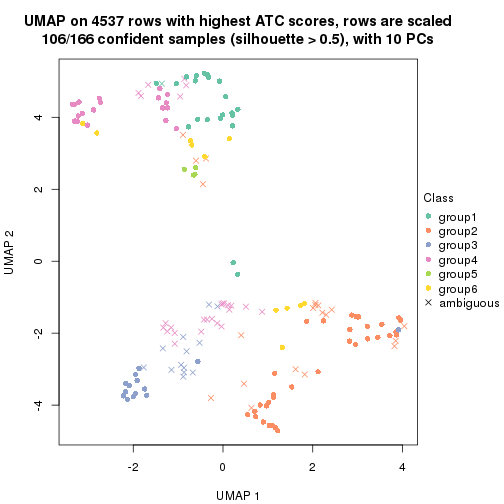 UMAP on 4537 rows with highest ATC scores, rows are scaled
106/166 confident samples (silhouette > 0.5), with 10 PCs
4
2
0
-2
-4
UMAP 2
-2
0
2
4
UMAP 1
Class
group1
group2
group3
group4
group5
group6
ambiguous